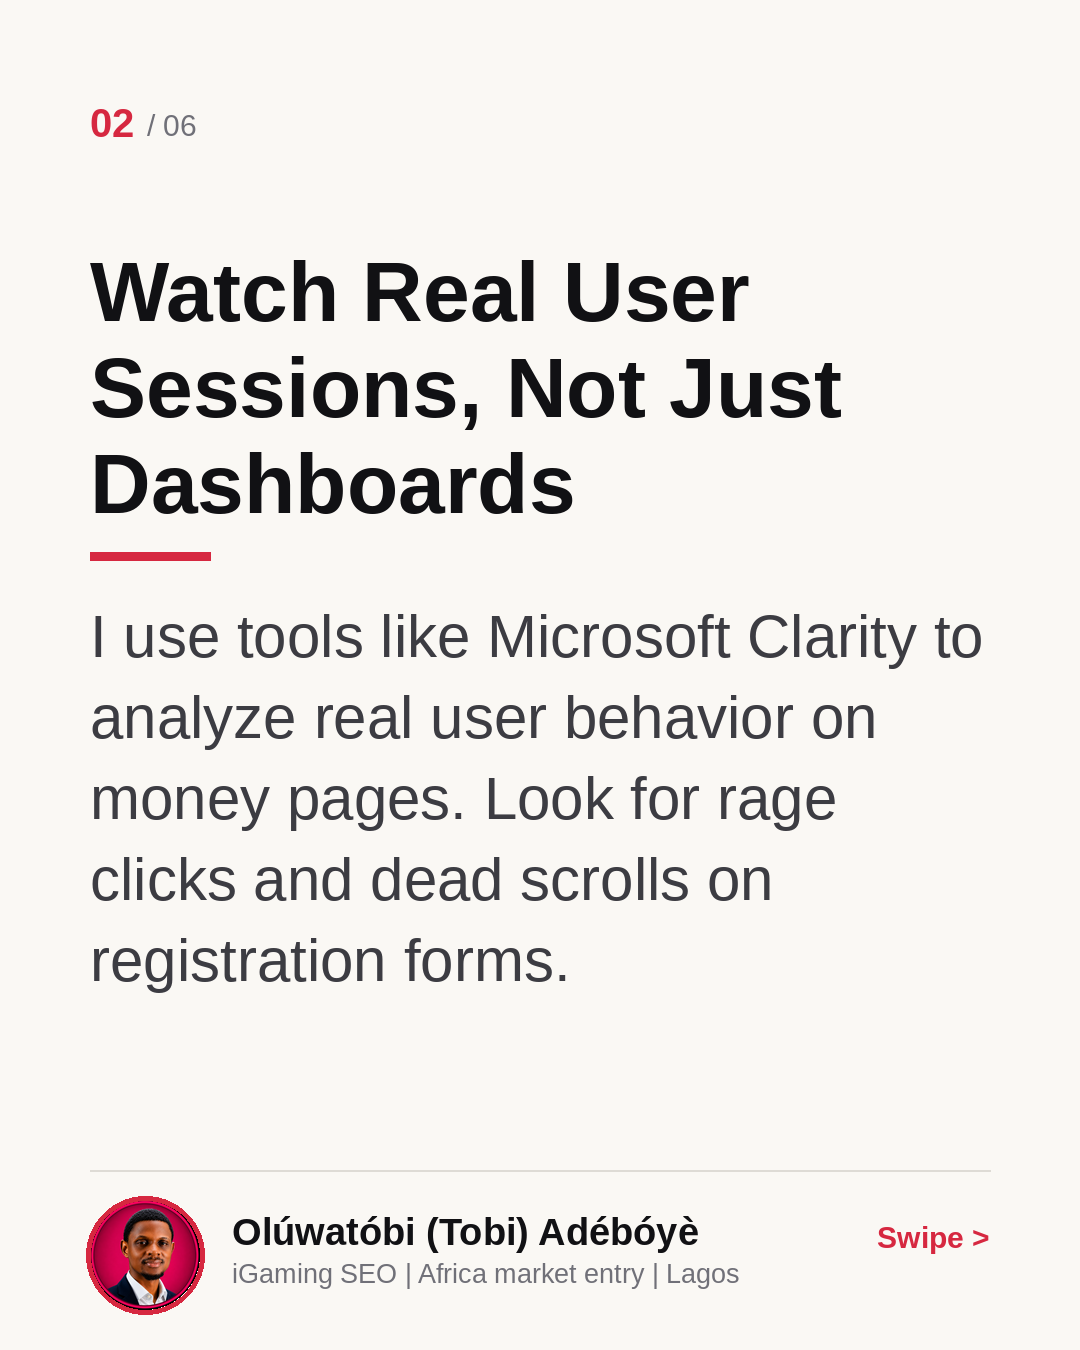 02 / 06
Watch Real User
Sessions, Not Just
Dashboards
I use tools like Microsoft Clarity to
analyze real user behavior on
money pages. Look for rage
clicks and dead scrolls on
registration forms.
Olúwatóbi (Tobi) Adébóyè
iGaming SEO | Africa market entry | Lagos
Swipe >